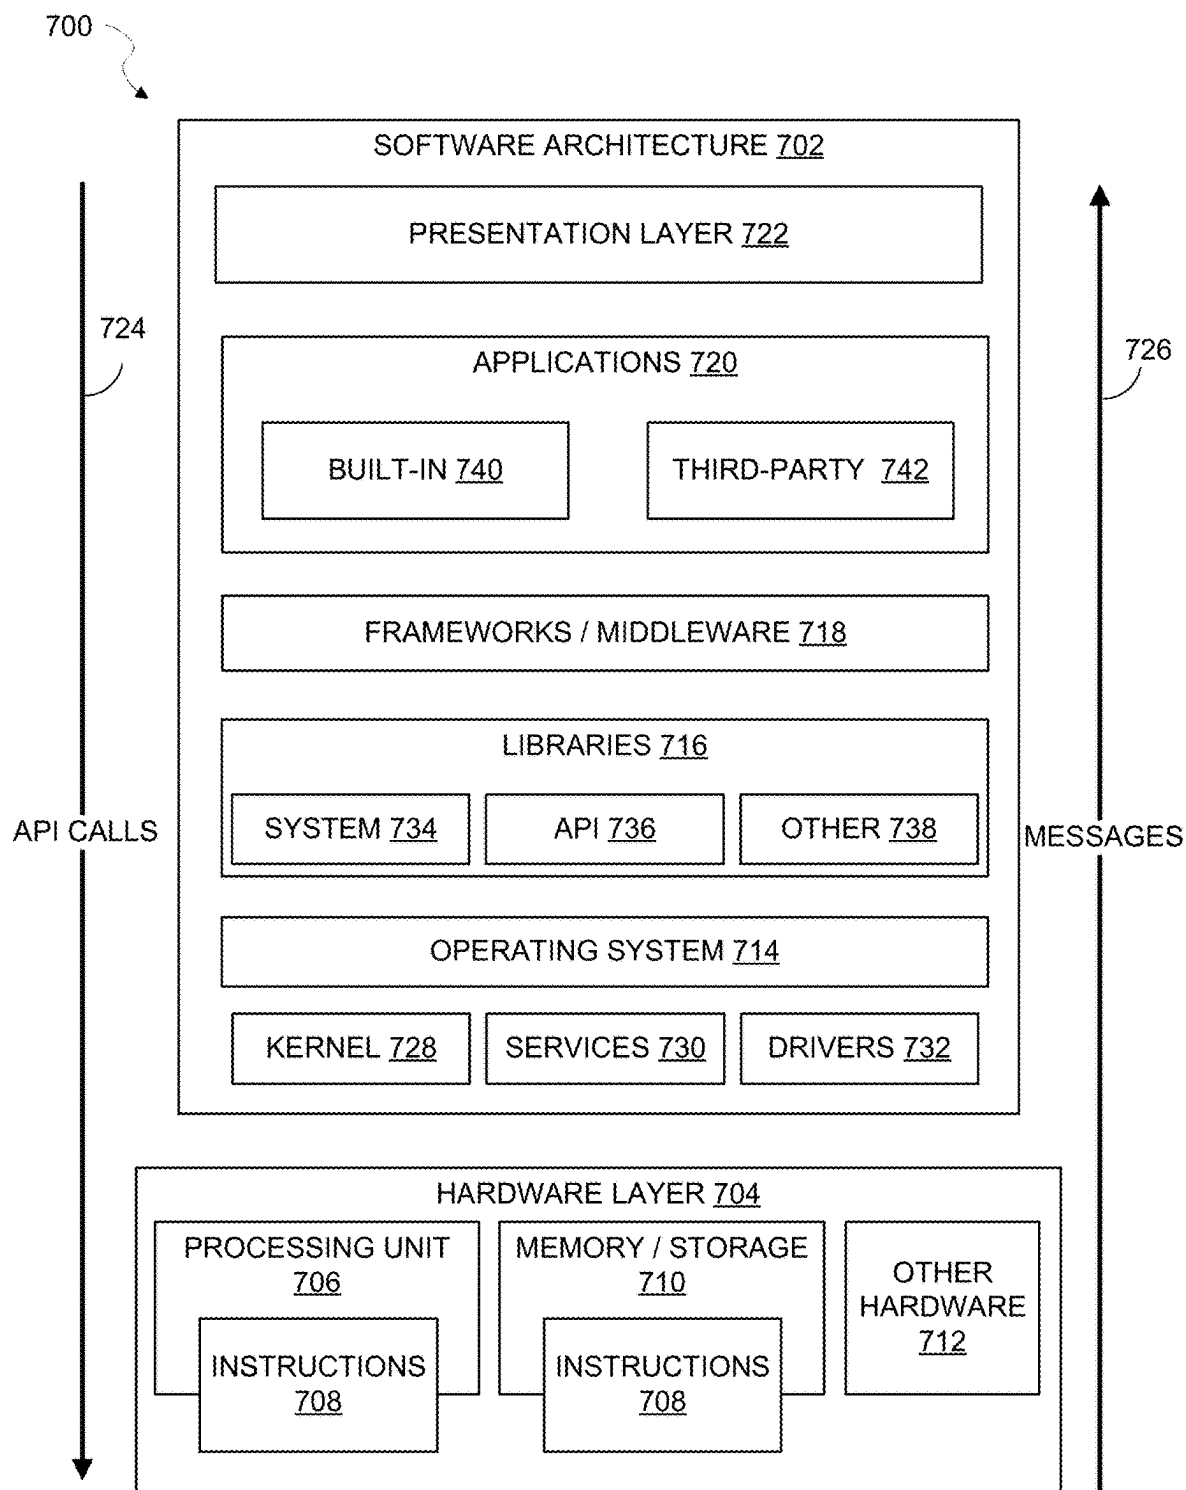 700
SOFTWARE ARCHITECTURE 702
PRESENTATION LAYER 722
724
726
APPLICATIONS 720
BUILT-IN 740
THIRD-PARTY 742
FRAMEWORKS / MIDDLEWARE 718
LIBRARIES 716
SYSTEM 734
API 736
OTHER 738
API CALLS
MESSAGES
OPERATING SYSTEM 714
KERNEL 728
SERVICES 730
DRIVERS 732
HARDWARE LAYER 704
PROCESSING UNIT
706
INSTRUCTIONS
708
MEMORY / STORAGE
710
INSTRUCTIONS
708
OTHER
HARDWARE
712